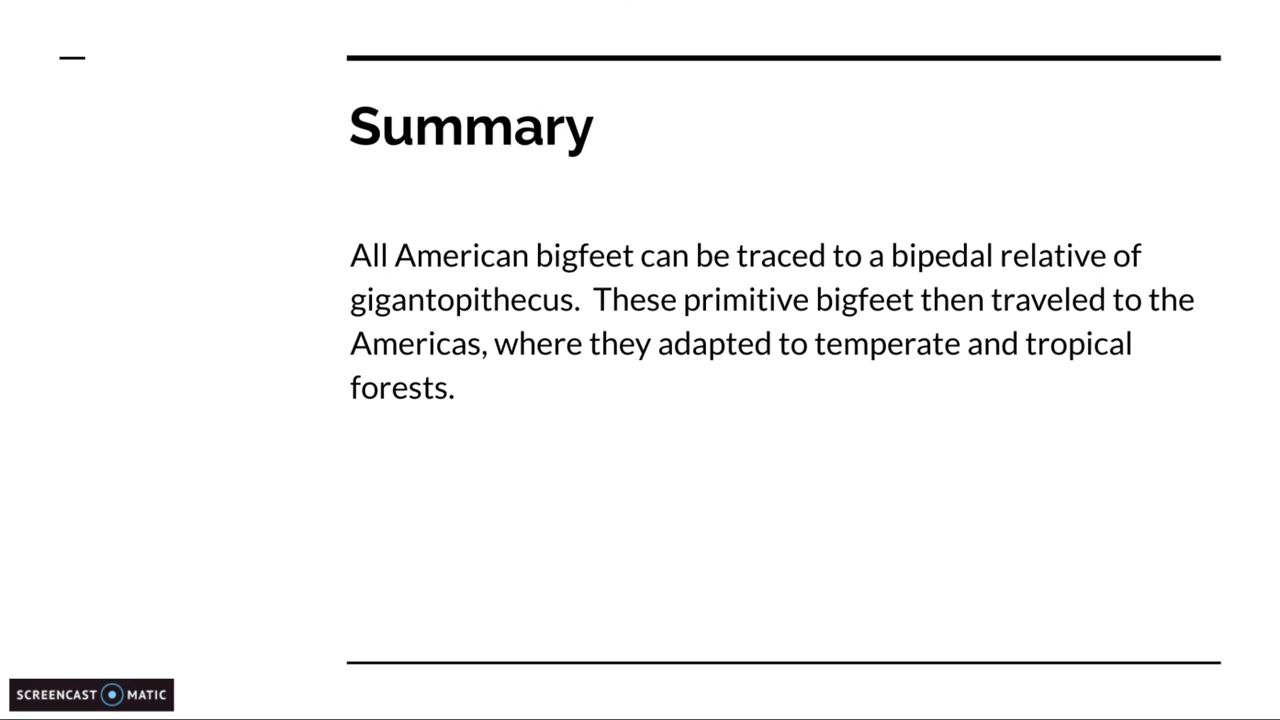 Summary
All American bigfeet can be traced to a bipedal relative of
gigantopithecus.  These primitive bigfeet then traveled to the
Americas, where they adapted to temperate and tropical
forests.
SCREENCAST MATIC